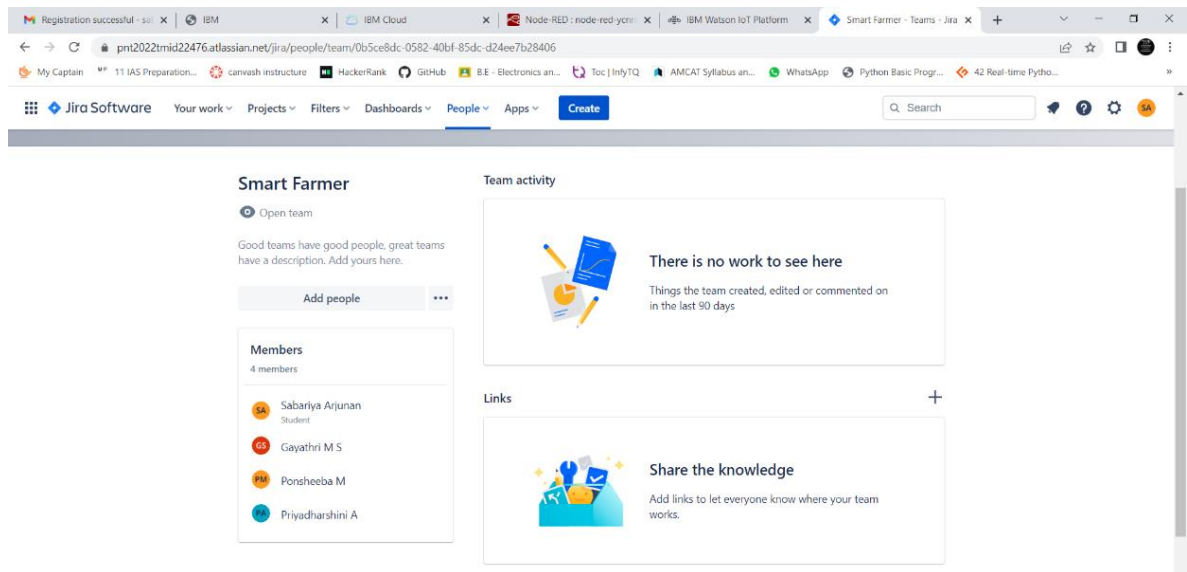 Registration successful - sa
IBM
IBM Cloud
Node-RED : node-red-ycnn
IBM Watson IoT Platform
Smart Farmer - Teams - Jira
pnt2022tmid22476.atlassian.net/jira/people/team/0b5ce8dc-0582-40bf-85dc-d24ee7b28406
My Captain
11 IAS Preparation...
canvash instructure
HackerRank
GitHub
B.E - Electronics an...
Toc | InfyTQ
AMCAT Syllabus an...
WhatsApp
Python Basic Progr...
42 Real-time Pytho...
»
Jira Software
Your work
Projects
Filters
Dashboards
People
Apps
Create
Search
SA
Smart Farmer
Open team
Good teams have good people, great teams
have a description. Add yours here.
Add people
Members
4 members
SA
Sabariya Arjunan
Student
GS
Gayathri M S
PM
Ponsheeba M
PA
Priyadharshini A
Team activity
There is no work to see here
Things the team created, edited or commented on
in the last 90 days
Links
Share the knowledge
Add links to let everyone know where your team
works.